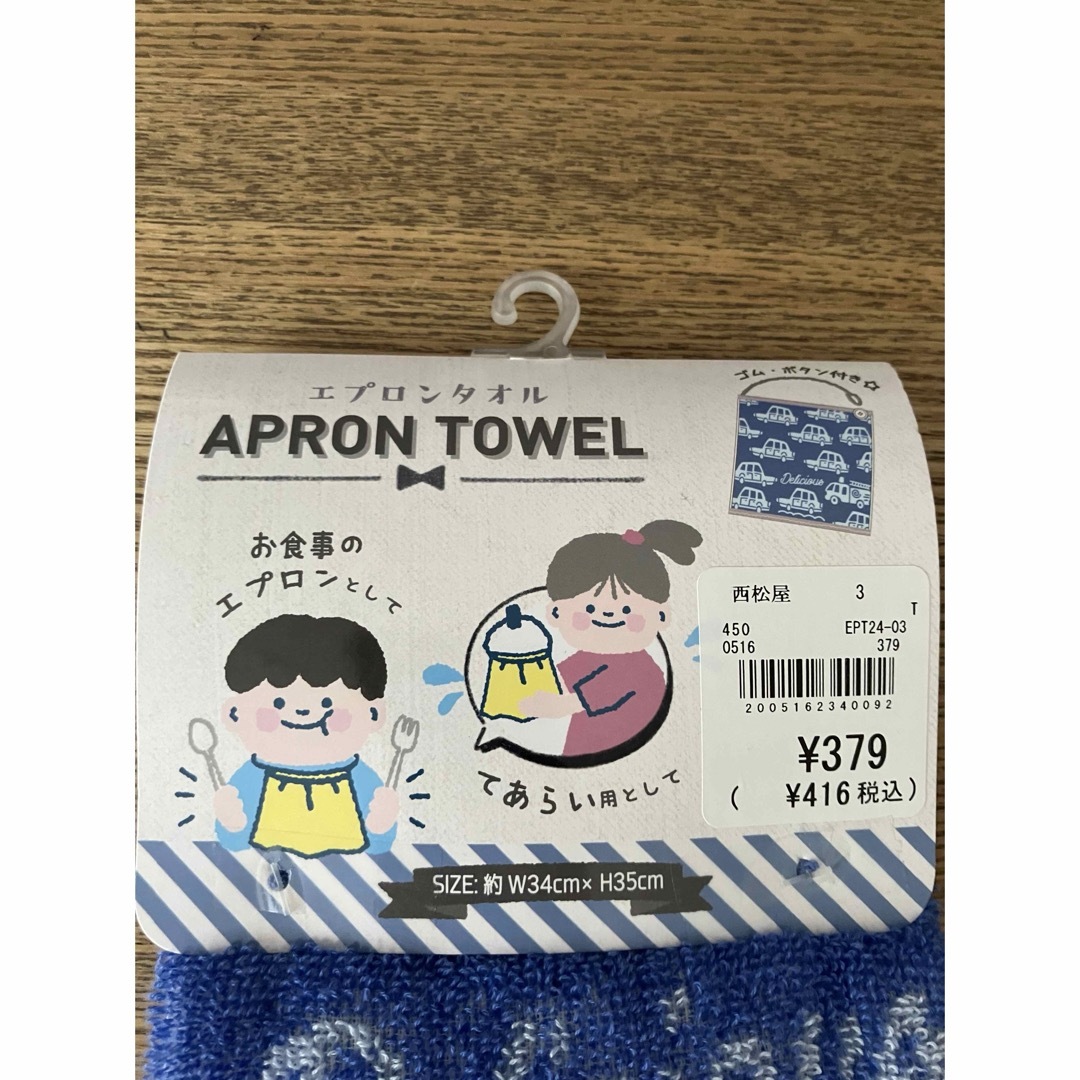 エプロンタオル
APRON TOWEL
ゴム・ボタン付き☆
Delicious
お食事の
エプロンとして
てあらい用として
西松屋 3
T
450 EPT24-03
0516 379
2005162340092
¥379
( ¥416税込)
SIZE: 約 W34cm× H35cm